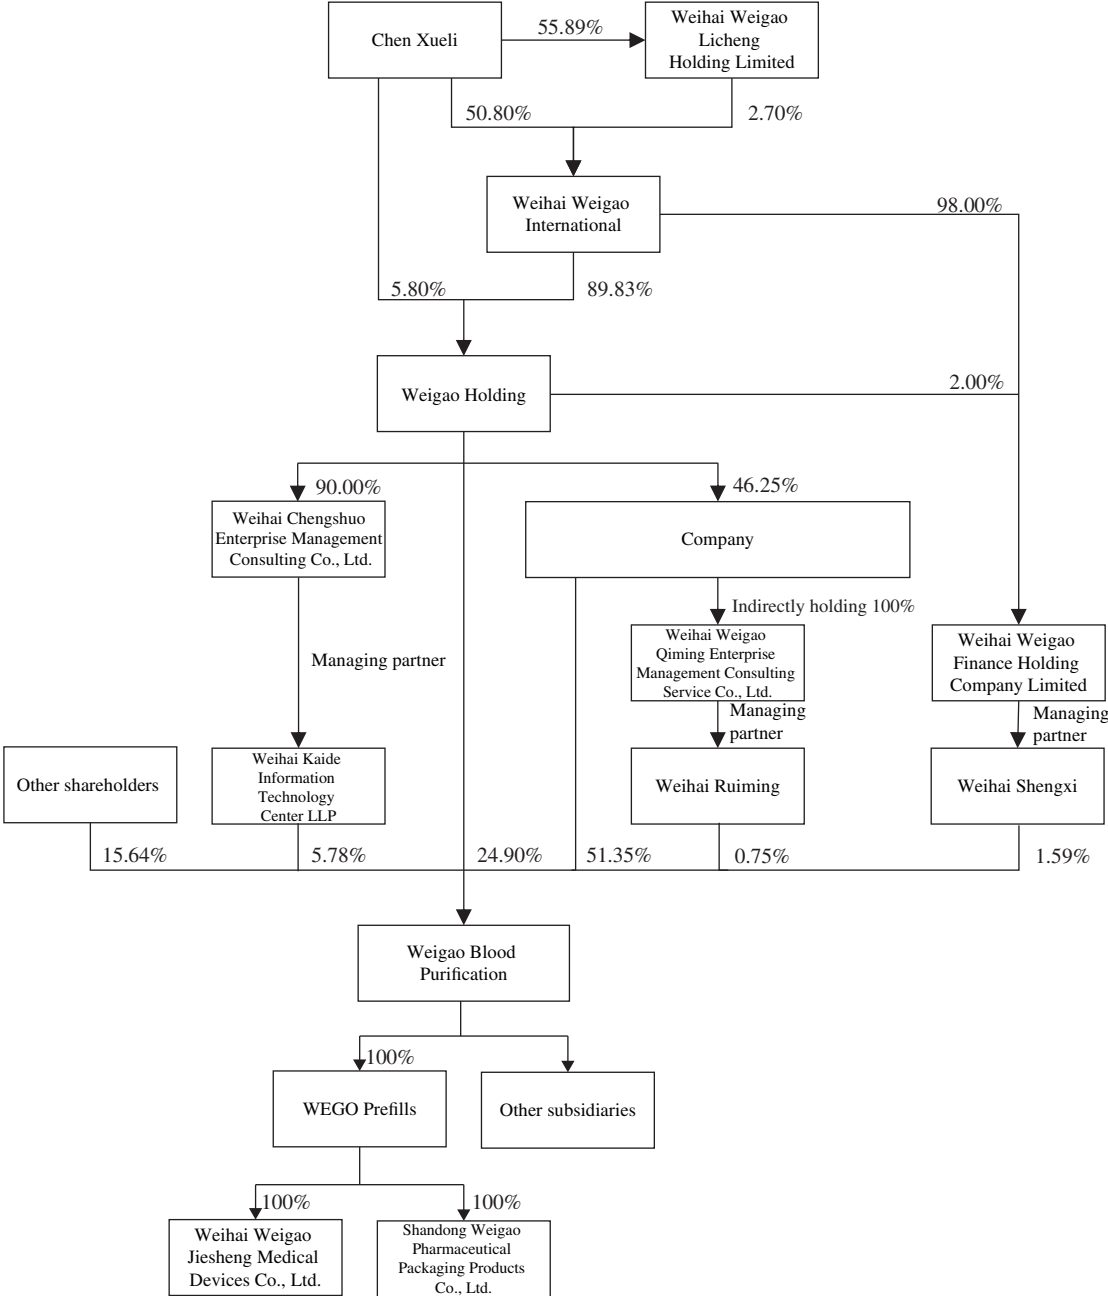 Chen Xueli
55.89%
Weihai Weigao
Licheng
Holding Limited
50.80%
2.70%
Weihai Weigao
International
98.00%
5.80%
89.83%
Weigao Holding
2.00%
90.00%
46.25%
Weihai Chengshuo
Enterprise Management
Consulting Co., Ltd.
Company
Indirectly holding 100%
Managing partner
Weihai Weigao
Qiming Enterprise
Management Consulting
Service Co., Ltd.
Weihai Weigao
Finance Holding
Company Limited
Managing
partner
Managing
partner
Other shareholders
Weihai Kaide
Information
Technology
Center LLP
Weihai Ruiming
Weihai Shengxi
15.64%
5.78%
24.90%
51.35%
0.75%
1.59%
Weigao Blood
Purification
100%
WEGO Prefills
Other subsidiaries
100%
100%
Weihai Weigao
Jiesheng Medical
Devices Co., Ltd.
Shandong Weigao
Pharmaceutical
Packaging Products
Co., Ltd.